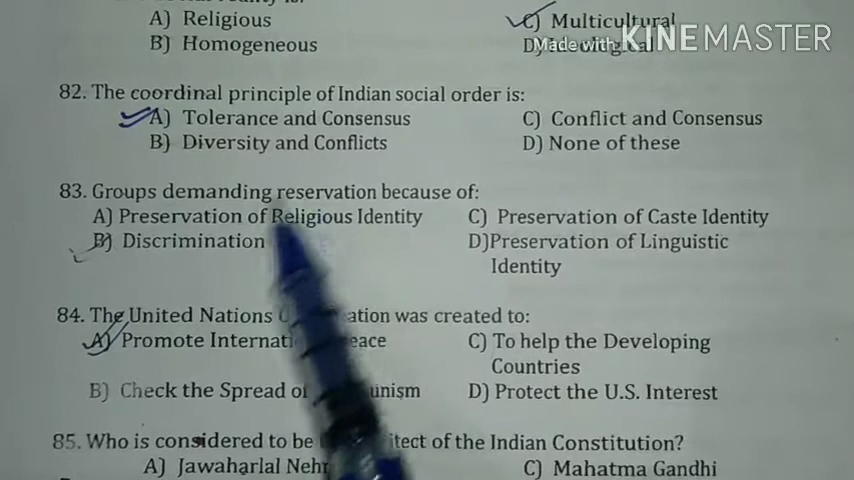 A) Religious
C) Multicultural
B) Homogeneous
D)
Made with KINEMASTER
82. The coordinal principle of Indian social order is:
A) Tolerance and Consensus
C) Conflict and Consensus
B) Diversity and Conflicts
D) None of these
83. Groups demanding reservation because of:
A) Preservation of Religious Identity
C) Preservation of Caste Identity
B) Discrimination
D)Preservation of Linguistic
Identity
84. The United Nations ation was created to:
A) Promote Internati eace
C) To help the Developing
Countries
B) Check the Spread of unism
D) Protect the U.S. Interest
85. Who is considered to be itect of the Indian Constitution?
A) Jawaharlal Nehr
C) Mahatma Gandhi